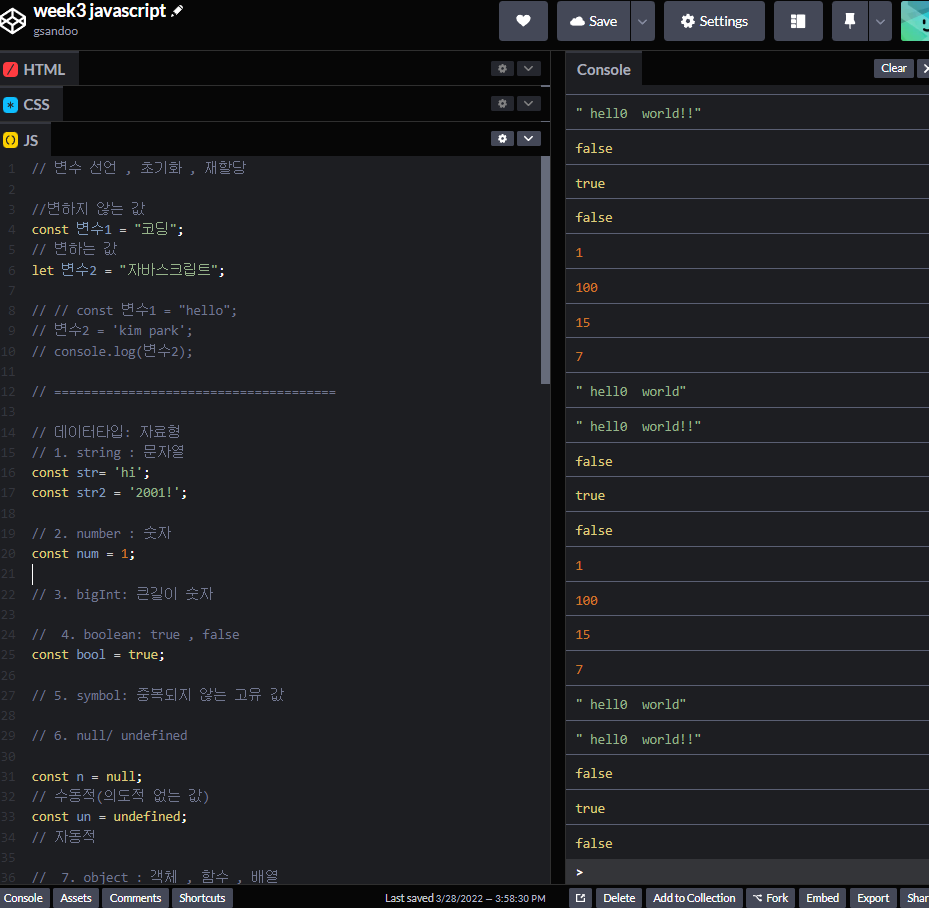 week3 javascript
gsandoo
Save
Settings
HTML
CSS
JS
1 // 변수 선언 , 초기화 , 재할당
2
3 //변하지 않는 값
4 const 변수1 = "코딩";
5 // 변하는 값
6 let 변수2 = "자바스크립트";
7
8 // // const 변수1 = "hello";
9 // 변수2 = 'kim park';
10 // console.log(변수2);
11
12 // ======================================
13
14 // 데이터타입: 자료형
15 // 1. string : 문자열
16 const str= 'hi';
17 const str2 = '2001!';
18
19 // 2. number : 숫자
20 const num = 1;
21
22 // 3. bigInt: 큰길이 숫자
23
24 //  4. boolean: true , false
25 const bool = true;
26
27 // 5. symbol: 중복되지 않는 고유 값
28
29 // 6. null/ undefined
30
31 const n = null;
32 // 수동적(의도적 없는 값)
33 const un = undefined;
34 // 자동적
35
36 //  7. object : 객체 , 함수 , 배열
Console
Clear
" hell0  world!!"
false
true
false
1
100
15
7
" hell0  world"
" hell0  world!!"
false
true
false
1
100
15
7
" hell0  world"
" hell0  world!!"
false
true
false
>
Console
Assets
Comments
Shortcuts
Last saved 3/28/2022 — 3:58:30 PM
Delete
Add to Collection
Fork
Embed
Export
Shar